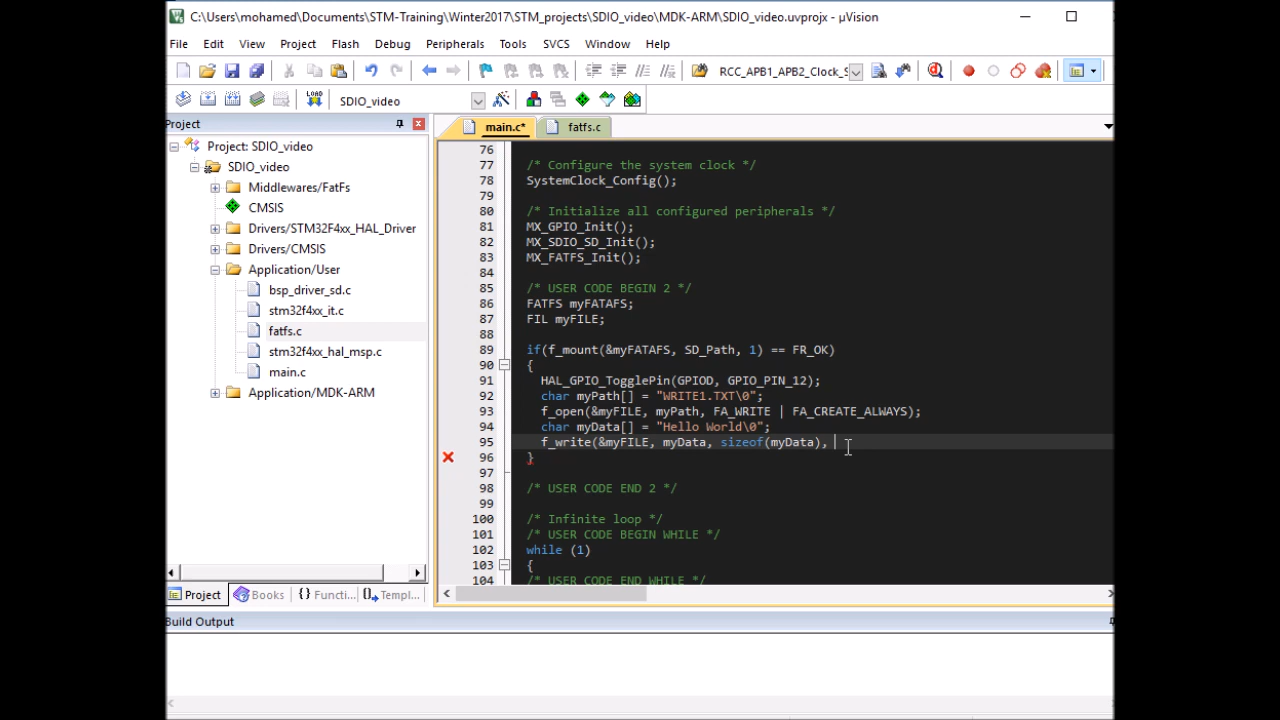 C:\Users\mohamed\Documents\STM-Training\Winter2017\STM_projects\SDIO_video\MDK-ARM\SDIO_video.uvprojx - µVision
File Edit View Project Flash Debug Peripherals Tools SVCS Window Help
RCC_APB1_APB2_Clock_S
LOAD SDIO_video
Project
main.c* fatfs.c
Project: SDIO_video
SDIO_video
Middlewares/FatFs
CMSIS
Drivers/STM32F4xx_HAL_Driver
Drivers/CMSIS
Application/User
bsp_driver_sd.c
stm32f4xx_it.c
fatfs.c
stm32f4xx_hal_msp.c
main.c
Application/MDK-ARM
76
77 /* Configure the system clock */
78 SystemClock_Config();
79
80 /* Initialize all configured peripherals */
81 MX_GPIO_Init();
82 MX_SDIO_SD_Init();
83 MX_FATFS_Init();
84
85 /* USER CODE BEGIN 2 */
86 FATFS myFATAFS;
87 FIL myFILE;
88
89 if(f_mount(&myFATAFS, SD_Path, 1) == FR_OK)
90 {
91 HAL_GPIO_TogglePin(GPIOD, GPIO_PIN_12);
92 char myPath[] = "WRITE1.TXT\0";
93 f_open(&myFILE, myPath, FA_WRITE | FA_CREATE_ALWAYS);
94 char myData[] = "Hello World\0";
95 f_write(&myFILE, myData, sizeof(myData),
96 }
97
98 /* USER CODE END 2 */
99
100 /* Infinite loop */
101 /* USER CODE BEGIN WHILE */
102 while (1)
103 {
104 /* USER CODE END WHILE */
Project Books {} Functi... Templ...
Build Output